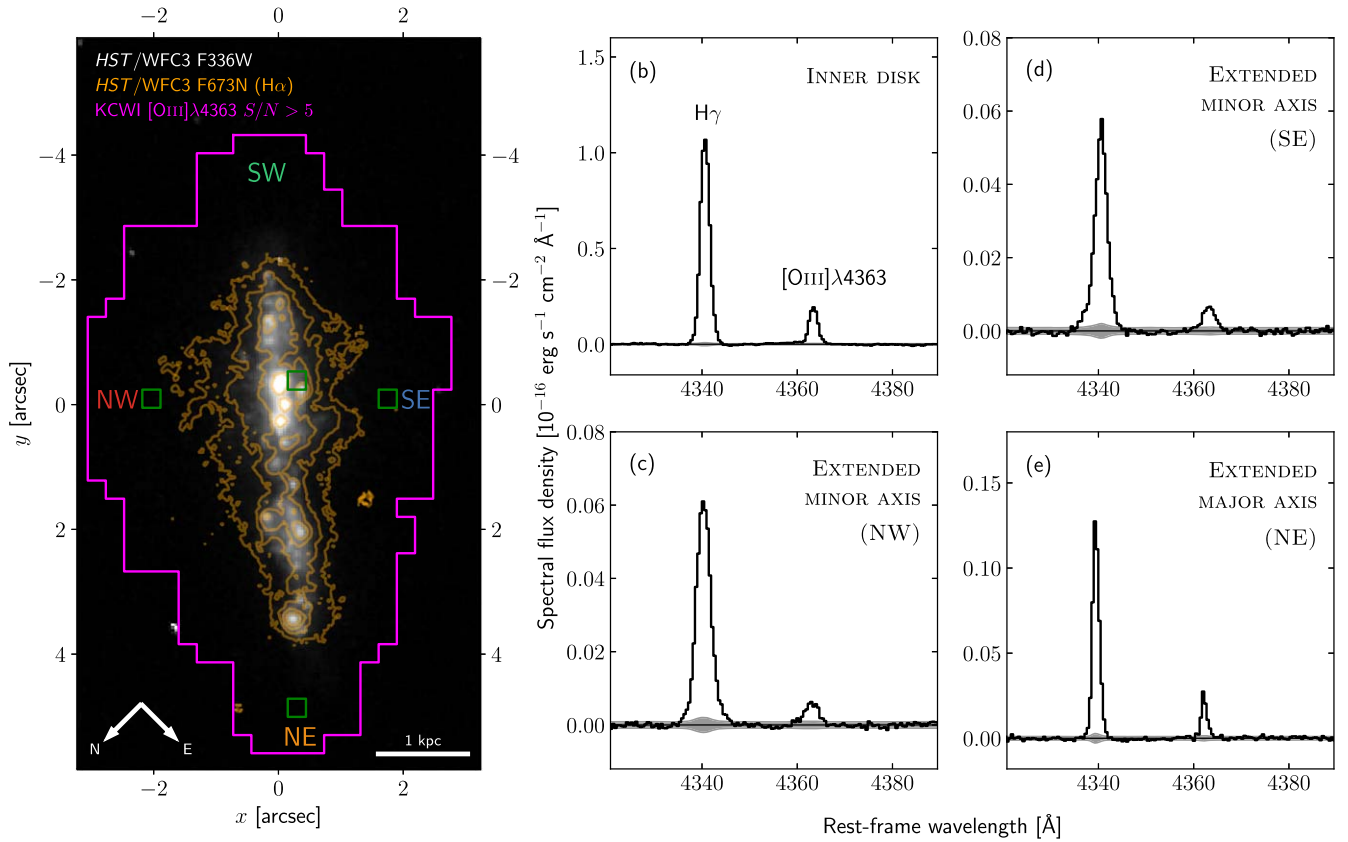 −2 0 2
HST/WFC3 F336W
HST/WFC3 F673N (Hα)
KCWI [OIII]λ4363 S/N > 5
−4 −4
SW
−2 −2
NW SE
0 0
2 2
4 4
N E
NE
1 kpc
−2 0 2
x [arcsec]
y [arcsec]
Spectral flux density [10⁻¹⁶ erg s⁻¹ cm⁻² Å⁻¹]
(b) INNER DISK
Hγ
[OIII]λ4363
1.5
1.0
0.5
0.0
4340 4360 4380
(d) EXTENDED
MINOR AXIS
(SE)
0.08
0.06
0.04
0.02
0.00
4340 4360 4380
(c) EXTENDED
MINOR AXIS
(NW)
0.08
0.06
0.04
0.02
0.00
4340 4360 4380
(e) EXTENDED
MAJOR AXIS
(NE)
0.15
0.10
0.05
0.00
4340 4360 4380
Rest-frame wavelength [Å]